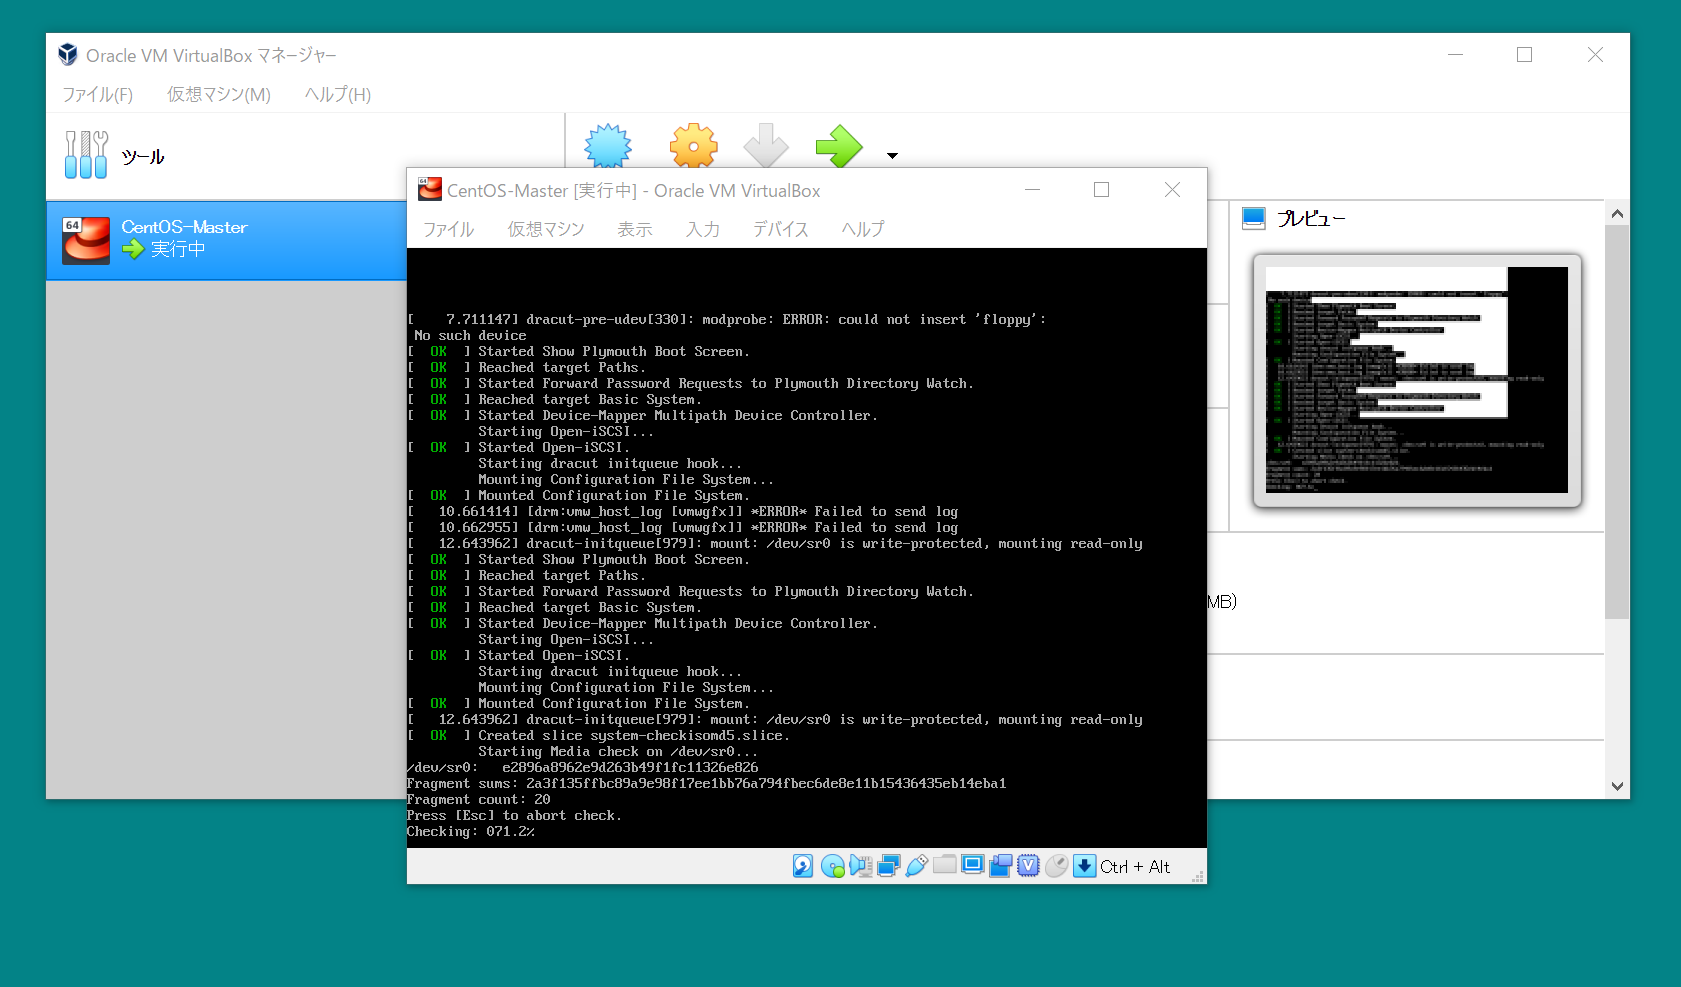 Oracle VM VirtualBox マネージャー
ファイル(F) 仮想マシン(M) ヘルプ(H)
ツール
64
CentOS-Master
実行中
プレビュー
MB)
64
CentOS-Master [実行中] - Oracle VM VirtualBox
ファイル 仮想マシン 表示 入力 デバイス ヘルプ
[    7.711147] dracut-pre-udev[330]: modprobe: ERROR: could not insert 'floppy':
No such device
[  OK  ] Started Show Plymouth Boot Screen.
[  OK  ] Reached target Paths.
[  OK  ] Started Forward Password Requests to Plymouth Directory Watch.
[  OK  ] Reached target Basic System.
[  OK  ] Started Device-Mapper Multipath Device Controller.
Starting Open-iSCSI...
[  OK  ] Started Open-iSCSI.
Starting dracut initqueue hook...
Mounting Configuration File System...
[  OK  ] Mounted Configuration File System.
[   10.661414] [drm:vmw_host_log [vmwgfx]] *ERROR* Failed to send log
[   10.662955] [drm:vmw_host_log [vmwgfx]] *ERROR* Failed to send log
[   12.643962] dracut-initqueue[979]: mount: /dev/sr0 is write-protected, mounting read-only
[  OK  ] Started Show Plymouth Boot Screen.
[  OK  ] Reached target Paths.
[  OK  ] Started Forward Password Requests to Plymouth Directory Watch.
[  OK  ] Reached target Basic System.
[  OK  ] Started Device-Mapper Multipath Device Controller.
Starting Open-iSCSI...
[  OK  ] Started Open-iSCSI.
Starting dracut initqueue hook...
Mounting Configuration File System...
[  OK  ] Mounted Configuration File System.
[   12.643962] dracut-initqueue[979]: mount: /dev/sr0 is write-protected, mounting read-only
[  OK  ] Created slice system-checkisomd5.slice.
Starting Media check on /dev/sr0...
/dev/sr0:   e2896a8962e9d263b49f1fc11326e826
Fragment sums: 2a3f135ffbc89a9e98f17ee1bb76a794fbec6de8e11b15436435eb14eba1
Fragment count: 20
Press [Esc] to abort check.
Checking: 071.2%
V
Ctrl + Alt